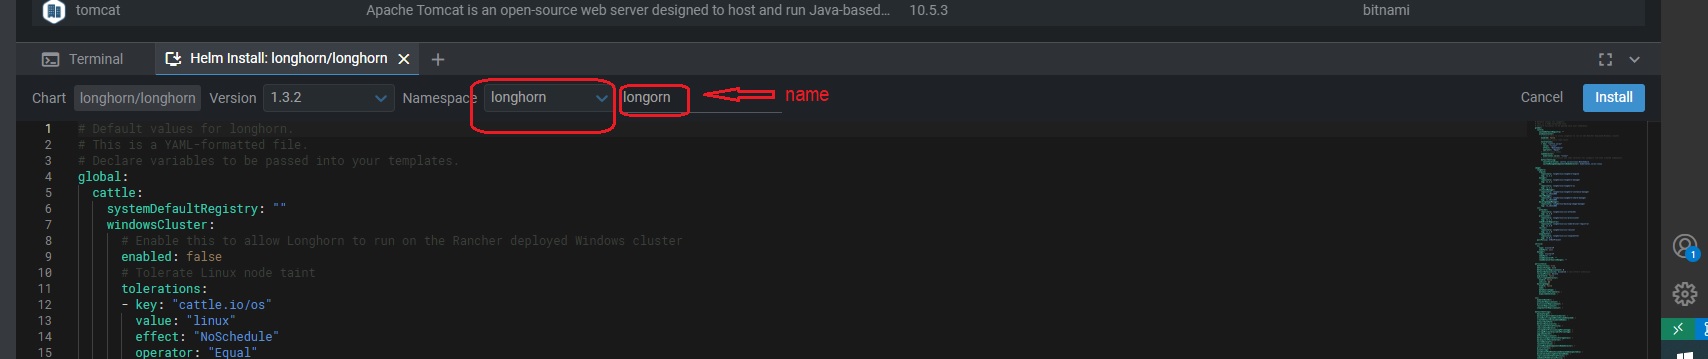 tomcat Apache Tomcat is an open-source web server designed to host and run Java-based... 10.5.3 bitnami
Terminal Helm Install: longhorn/longhorn
Chart longhorn/longhorn Version 1.3.2 Namespace longhorn longorn name Cancel Install
1 # Default values for longhorn.
2 # This is a YAML-formatted file.
3 # Declare variables to be passed into your templates.
4 global:
5 cattle:
6 systemDefaultRegistry: ""
7 windowsCluster:
8 # Enable this to allow Longhorn to run on the Rancher deployed Windows cluster
9 enabled: false
10 # Tolerate Linux node taint
11 tolerations:
12 - key: "cattle.io/os"
13 value: "linux"
14 effect: "NoSchedule"
15 operator: "Equal"
1